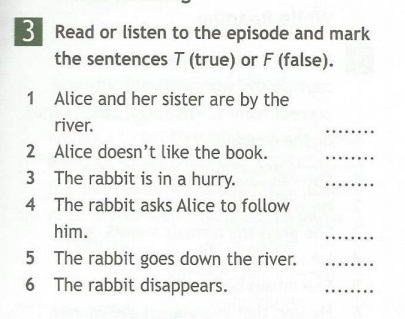 3 Read or listen to the episode and mark
the sentences T (true) or F (false).
1 Alice and her sister are by the
river. ........
2 Alice doesn't like the book. ........
3 The rabbit is in a hurry. ........
4 The rabbit asks Alice to follow
him. ........
5 The rabbit goes down the river. ........
6 The rabbit disappears. ........